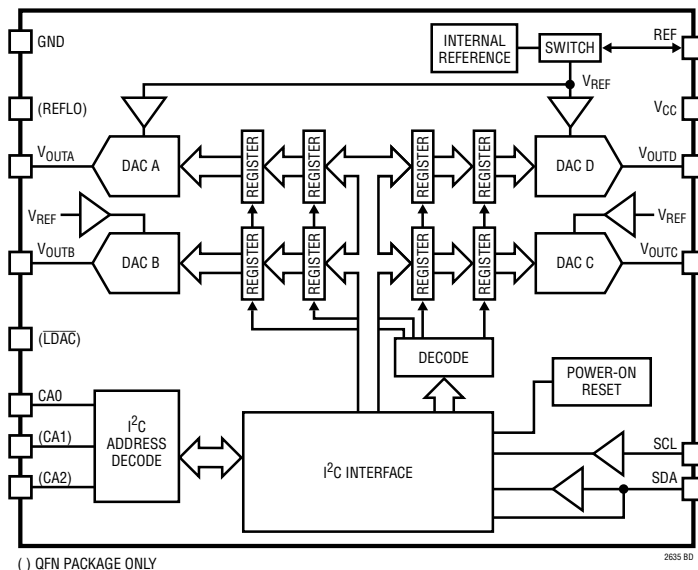 GND
INTERNAL
REFERENCE
SWITCH
REF
(REFLO)
VREF
VCC
VOUTA
DAC A
REGISTER
REGISTER
REGISTER
REGISTER
DAC D
VOUTD
VREF
VREF
VOUTB
DAC B
REGISTER
REGISTER
REGISTER
REGISTER
DAC C
VOUTC
(LDAC)
DECODE
POWER-ON
RESET
CA0
(CA1)
(CA2)
I2C
ADDRESS
DECODE
I2C INTERFACE
SCL
SDA
( ) QFN PACKAGE ONLY
2635 BD